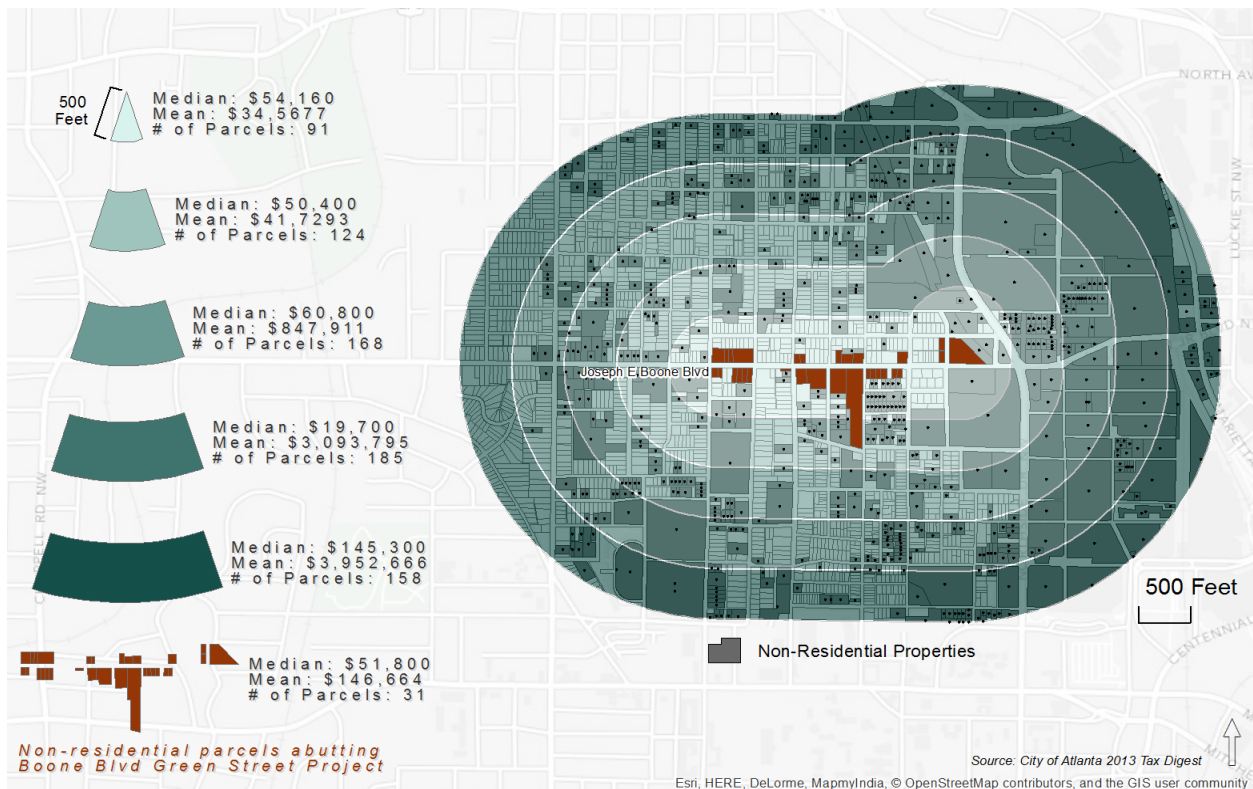 500
Feet
Median: $54,160
Mean: $34,5677
# of Parcels: 91
Median: $50,400
Mean: $41,7293
# of Parcels: 124
Median: $60,800
Mean: $847,911
# of Parcels: 168
Median: $19,700
Mean: $3,093,795
# of Parcels: 185
Median: $145,300
Mean: $3,952,666
# of Parcels: 158
Median: $51,800
Mean: $146,664
# of Parcels: 31
Non-residential parcels abutting
Boone Blvd Green Street Project
NORTH AV
LUCKIE ST NW
Joseph E Boone Blvd
MARIETTA
500 Feet
CENTENNIAL
Non-Residential Properties
Source: City of Atlanta 2013 Tax Digest
Esri, HERE, DeLorme, MapmyIndia, © OpenStreetMap contributors, and the GIS user community